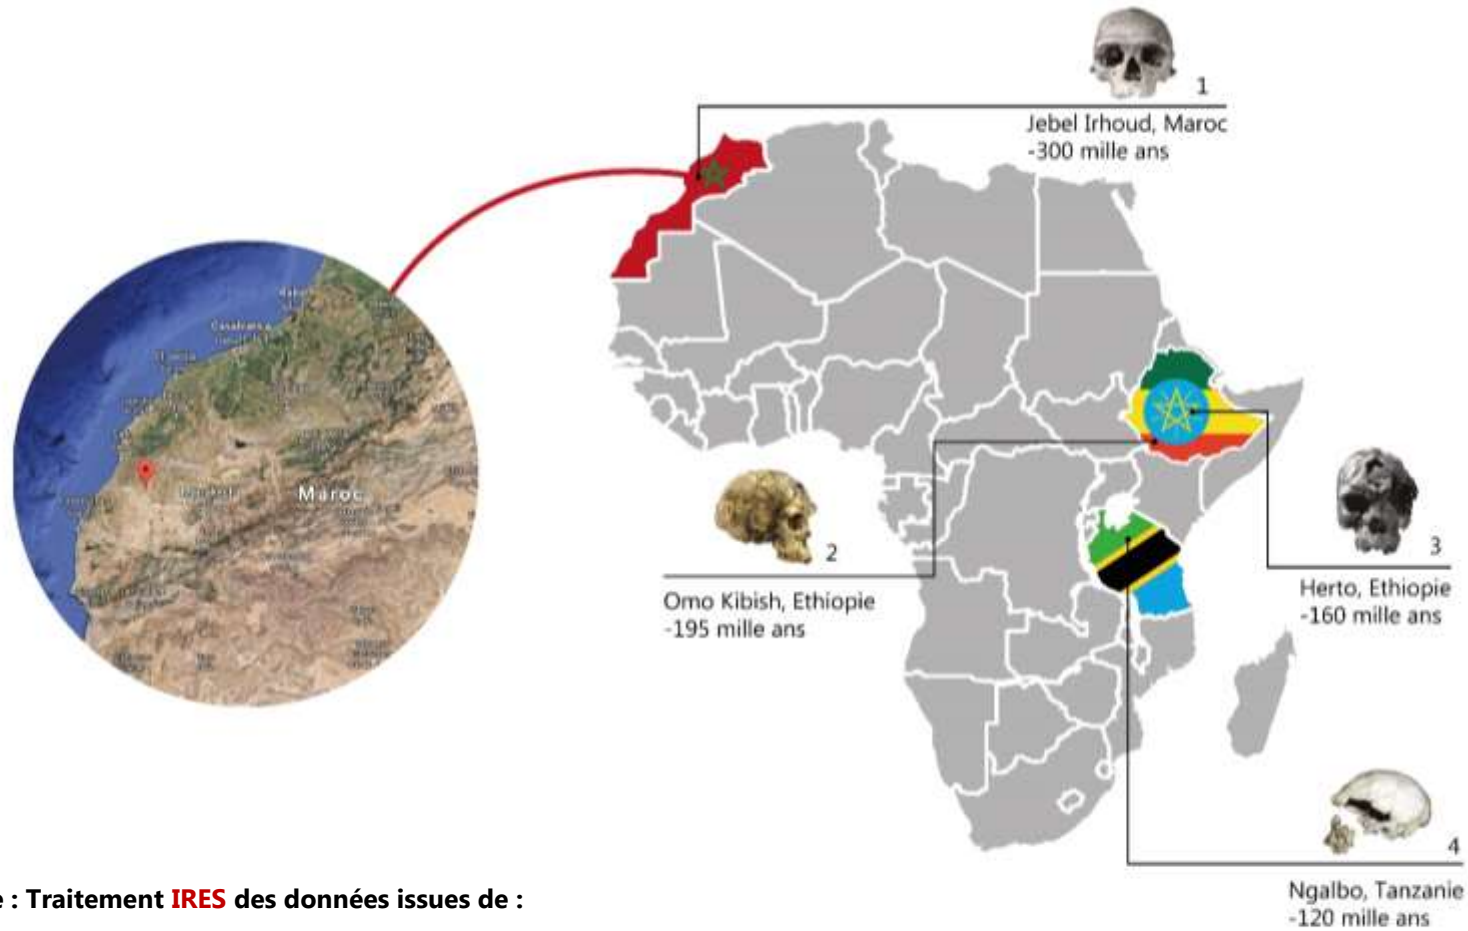 1
Jebel Irhoud, Maroc
-300 mille ans
Casablanca
Maroc
2
Omo Kibish, Ethiopie
-195 mille ans
3
Herto, Ethiopie
-160 mille ans
4
Ngalbo, Tanzanie
-120 mille ans
e : Traitement IRES des données issues de :